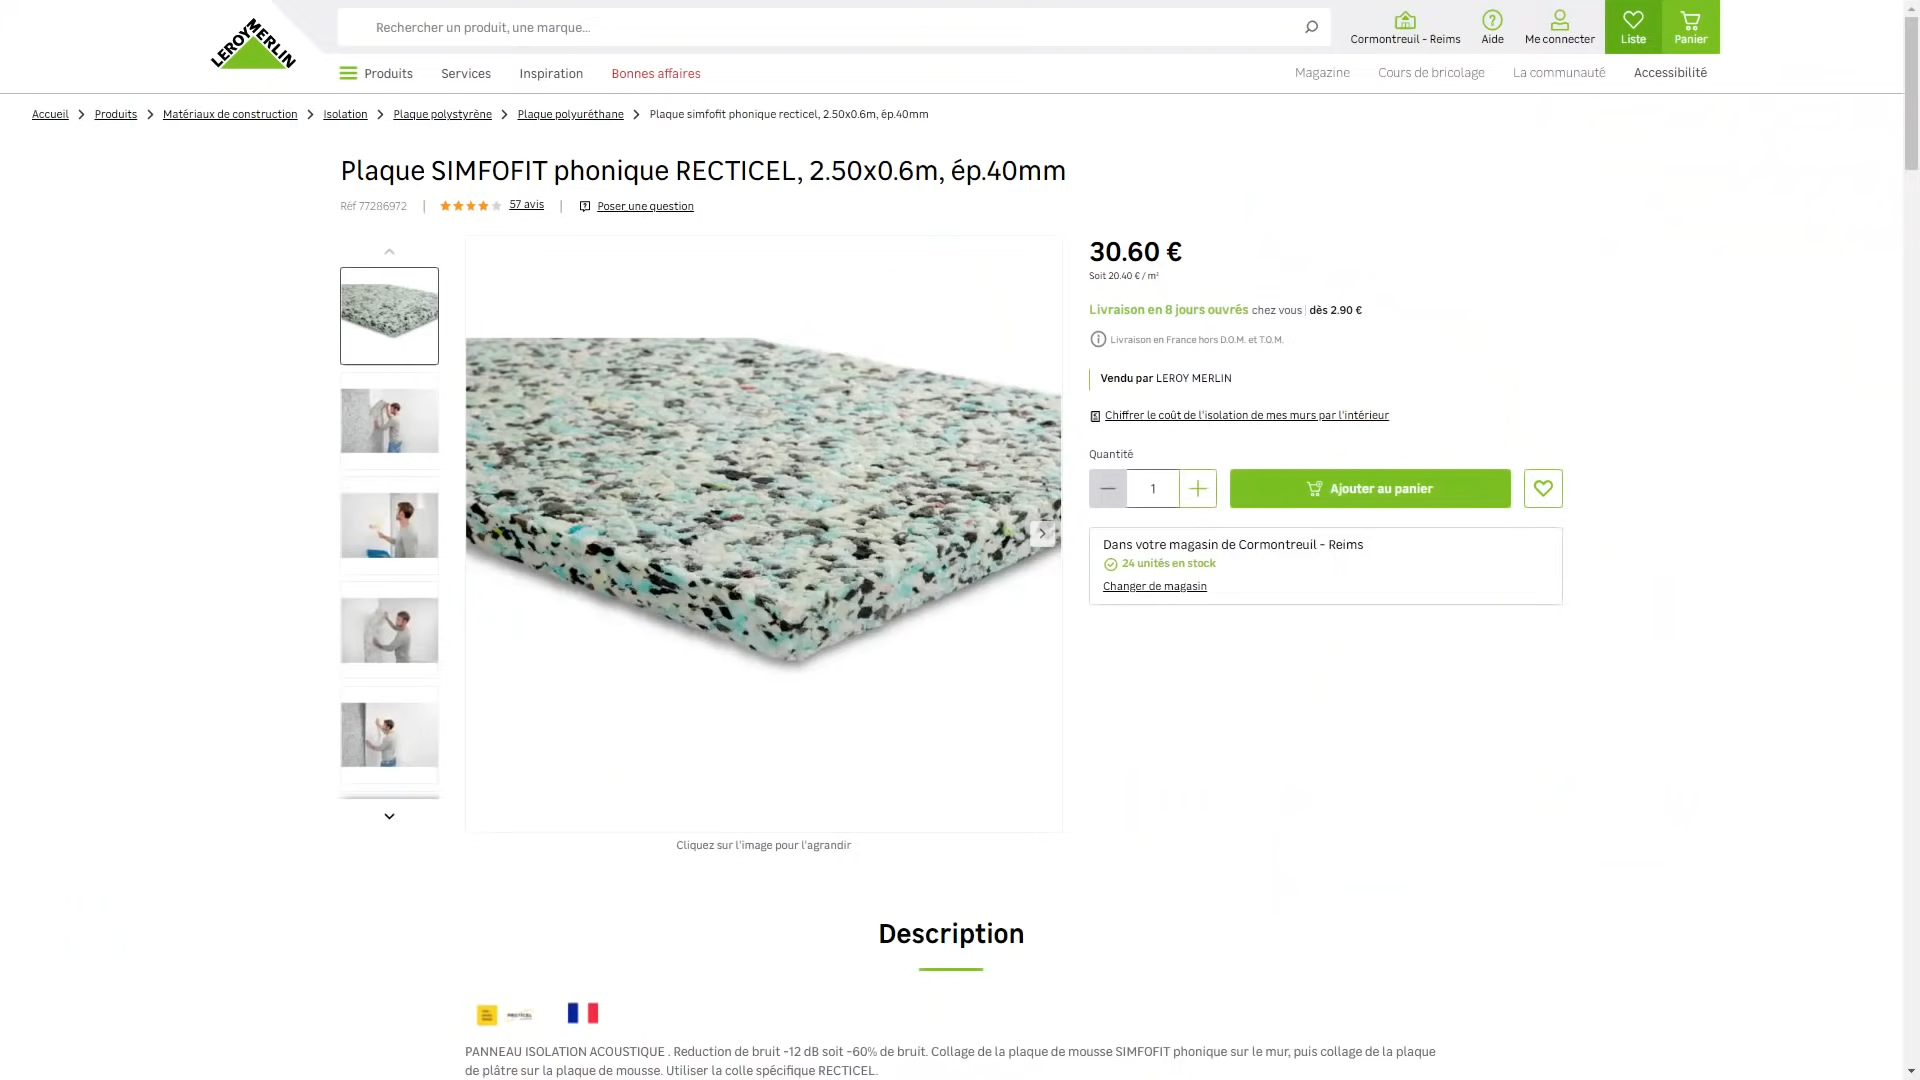 LEROY MERLIN
Rechercher un produit, une marque...
Cormontreuil - Reims
Aide
Me connecter
Liste
Panier
Produits
Services
Inspiration
Bonnes affaires
Magazine
Cours de bricolage
La communauté
Accessibilité
Accueil > Produits > Matériaux de construction > Isolation > Plaque polystyrène > Plaque polyuréthane > Plaque simfofit phonique recticel, 2.50x0.6m, ép.40mm
Plaque SIMFOFIT phonique RECTICEL, 2.50x0.6m, ép.40mm
Réf 77286972 | 57 avis | Poser une question
30.60 €
Soit 20.40 € / m²
Livraison en 8 jours ouvrés chez vous | dès 2.90 €
Livraison en France hors D.O.M. et T.O.M.
Vendu par LEROY MERLIN
Chiffrer le coût de l'isolation de mes murs par l'intérieur
Quantité
1
Ajouter au panier
Dans votre magasin de Cormontreuil - Reims
24 unités en stock
Changer de magasin
Cliquez sur l'image pour l'agrandir
Description
RECTICEL
PANNEAU ISOLATION ACOUSTIQUE . Reduction de bruit -12 dB soit -60% de bruit. Collage de la plaque de mousse SIMFOFIT phonique sur le mur, puis collage de la plaque
de plâtre sur la plaque de mousse. Utiliser la colle spécifique RECTICEL.